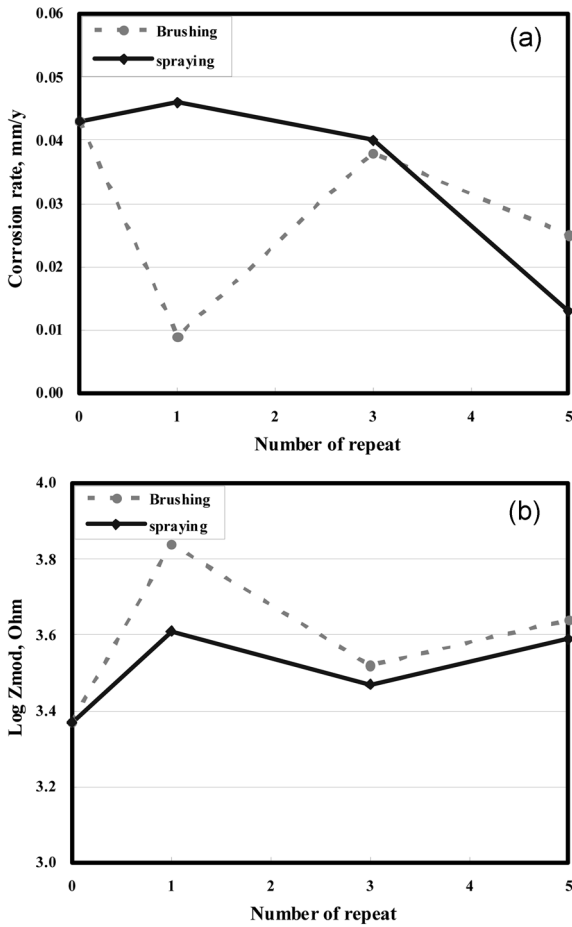 0.06
Brushing
spraying
(a)
0.05
0.04
0.03
0.02
0.01
0.00
Corrosion rate, mm/y
0 1 2 3 4 5
Number of repeat
4.0
Brushing
spraying
(b)
3.8
3.6
3.4
3.2
3.0
Log Zmod, Ohm
0 1 2 3 4 5
Number of repeat